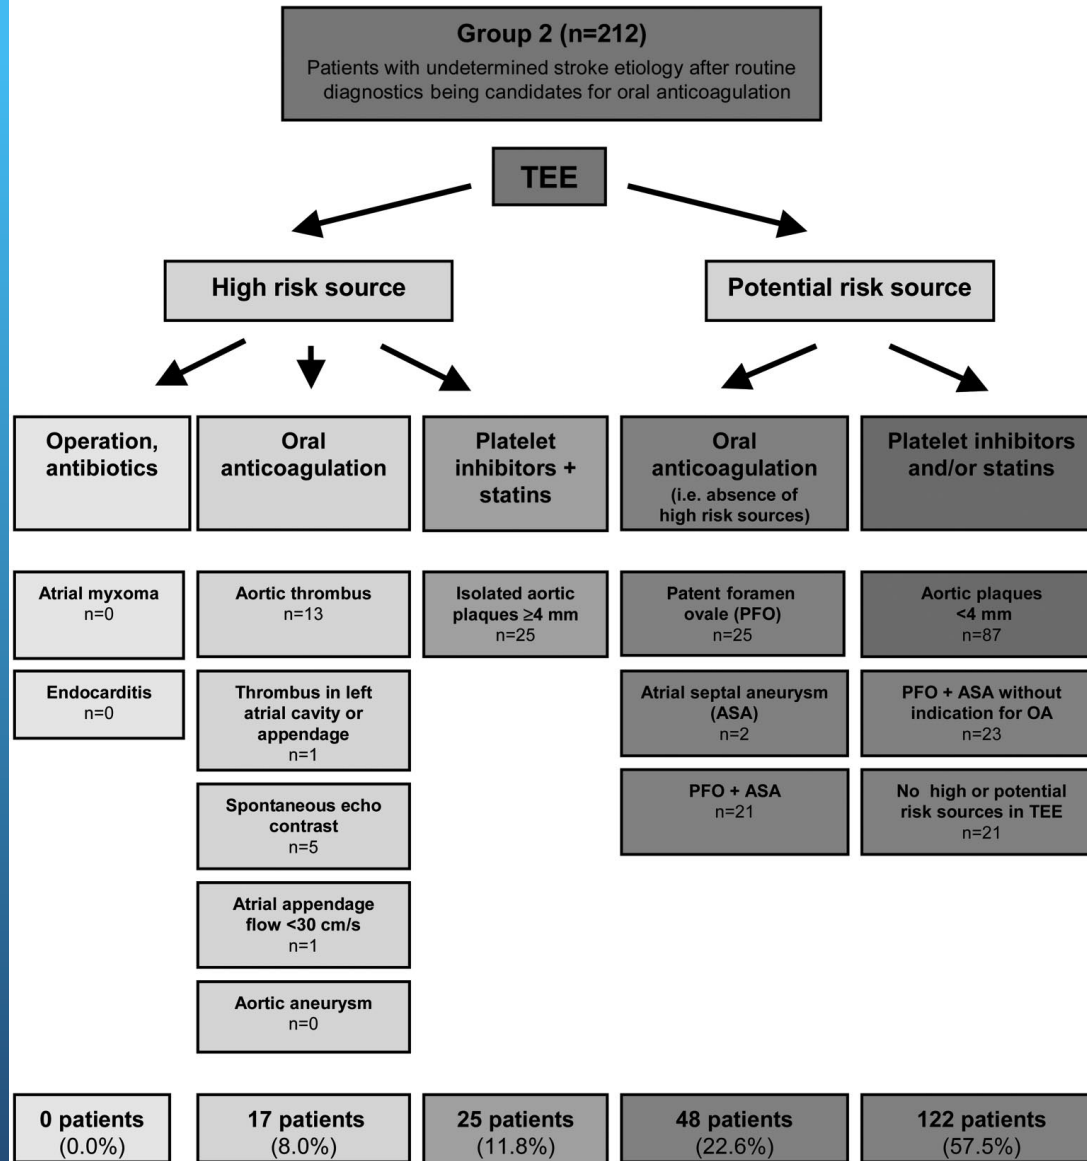 Group 2 (n=212)
Patients with undetermined stroke etiology after routine
diagnostics being candidates for oral anticoagulation
TEE
High risk source
Potential risk source
Operation,
antibiotics
Oral
anticoagulation
Platelet
inhibitors +
statins
Oral
anticoagulation
(i.e. absence of
high risk sources)
Platelet inhibitors
and/or statins
Atrial myxoma
n=0
Endocarditis
n=0
Aortic thrombus
n=13
Thrombus in left
atrial cavity or
appendage
n=1
Spontaneous echo
contrast
n=5
Atrial appendage
flow <30 cm/s
n=1
Aortic aneurysm
n=0
Isolated aortic
plaques ≥4 mm
n=25
Patent foramen
ovale (PFO)
n=25
Atrial septal aneurysm
(ASA)
n=2
PFO + ASA
n=21
Aortic plaques
<4 mm
n=87
PFO + ASA without
indication for OA
n=23
No high or potential
risk sources in TEE
n=21
0 patients
(0.0%)
17 patients
(8.0%)
25 patients
(11.8%)
48 patients
(22.6%)
122 patients
(57.5%)